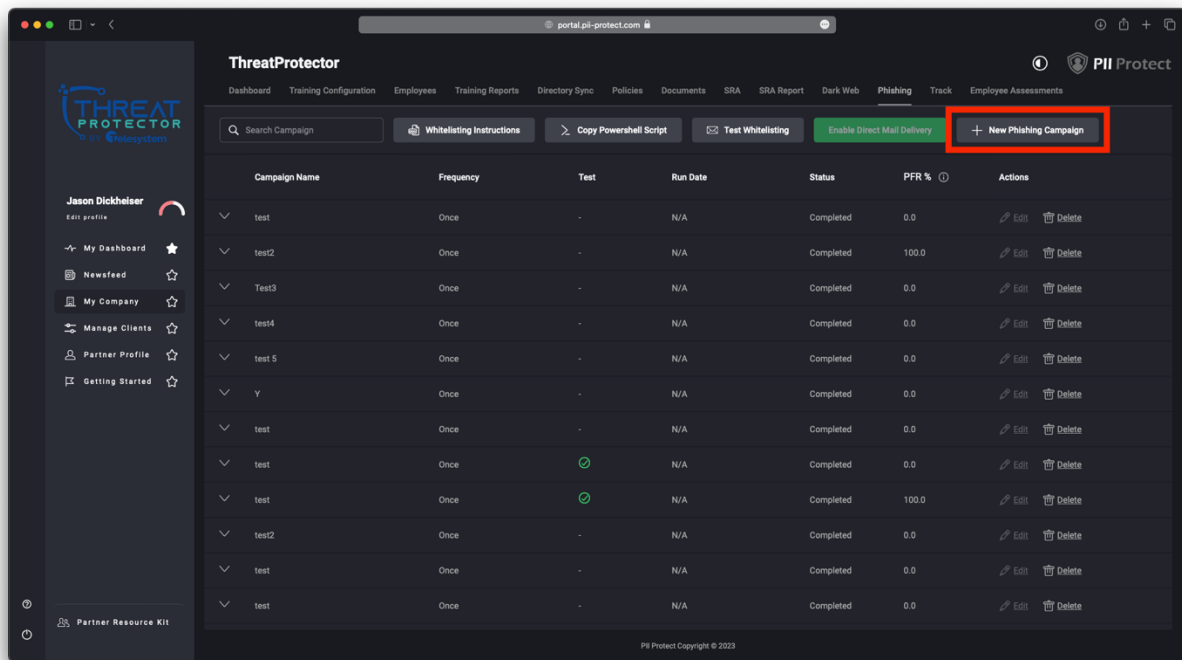 portal.pii-protect.com
ThreatProtector
PII Protect
Dashboard Training Configuration Employees Training Reports Directory Sync Policies Documents SRA SRA Report Dark Web Phishing Track Employee Assessments
THREAT
PROTECTOR
Telesystem
Search Campaign Whitelisting Instructions Copy Powershell Script Test Whitelisting Enable Direct Mail Delivery + New Phishing Campaign
Jason Dickheiser
Edit profile
My Dashboard
Newsfeed
My Company
Manage Clients
Partner Profile
Getting Started
Partner Resource Kit
Campaign Name Frequency Test Run Date Status PFR % Actions
test Once - N/A Completed 0.0 Edit Delete
test2 Once - N/A Completed 100.0 Edit Delete
Test3 Once - N/A Completed 0.0 Edit Delete
test4 Once - N/A Completed 0.0 Edit Delete
test 5 Once - N/A Completed 0.0 Edit Delete
Y Once - N/A Completed 0.0 Edit Delete
test Once - N/A Completed 0.0 Edit Delete
test Once N/A Completed 0.0 Edit Delete
test Once N/A Completed 100.0 Edit Delete
test2 Once - N/A Completed 0.0 Edit Delete
test Once - N/A Completed 0.0 Edit Delete
test Once - N/A Completed 0.0 Edit Delete
PII Protect Copyright © 2023